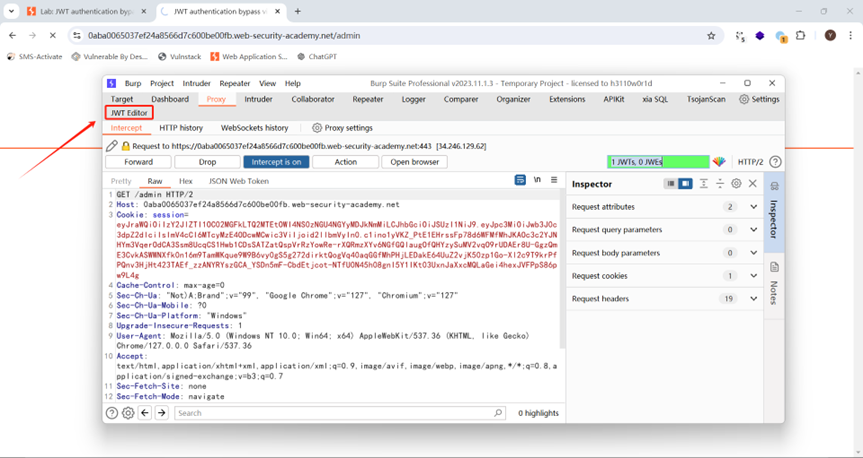 Lab: JWT authentication bypa
JWT authentication bypass v
0aba0065037ef24a8566d7c600be00fb.web-security-academy.net/admin
SMS-Activate
Vulnerable By Des...
Vulnstack
Web Application S...
ChatGPT
Burp Project Intruder Repeater View Help
Burp Suite Professional v2023.11.1.3 - Temporary Project - licensed to h3110w0r1d
Target Dashboard Proxy Intruder Collaborator Repeater Logger Comparer Organizer Extensions APIKit xia SQL TsojanScan Settings
JWT Editor
Intercept HTTP history WebSockets history Proxy settings
Request to https://0aba0065037ef24a8566d7c600be00fb.web-security-academy.net:443 [34.246.129.62]
Forward Drop Intercept is on Action Open browser
1 JWTs, 0 JWEs
HTTP/2
Pretty Raw Hex JSON Web Token
\n
1 GET /admin HTTP/2
2 Host: 0aba0065037ef24a8566d7c600be00fb.web-security-academy.net
3 Cookie: session=
4 Cache-Control: max-age=0
5 Sec-Ch-Ua: "Not)A;Brand";v="99", "Google Chrome";v="127", "Chromium";v="127"
6 Sec-Ch-Ua-Mobile: ?0
7 Sec-Ch-Ua-Platform: "Windows"
8 Upgrade-Insecure-Requests: 1
9 User-Agent: Mozilla/5.0 (Windows NT 10.0; Win64; x64) AppleWebKit/537.36 (KHTML, like Gecko)
Chrome/127.0.0.0 Safari/537.36
10 Accept:
text/html,application/xhtml+xml,application/xml;q=0.9,image/avif,image/webp,image/apng,*/*;q=0.8,a
pplication/signed-exchange;v=b3;q=0.7
11 Sec-Fetch-Site: none
12 Sec-Fetch-Mode: navigate
Search
0 highlights
Inspector
Request attributes 2
Request query parameters 0
Request body parameters 0
Request cookies 1
Request headers 19
Inspector
Notes